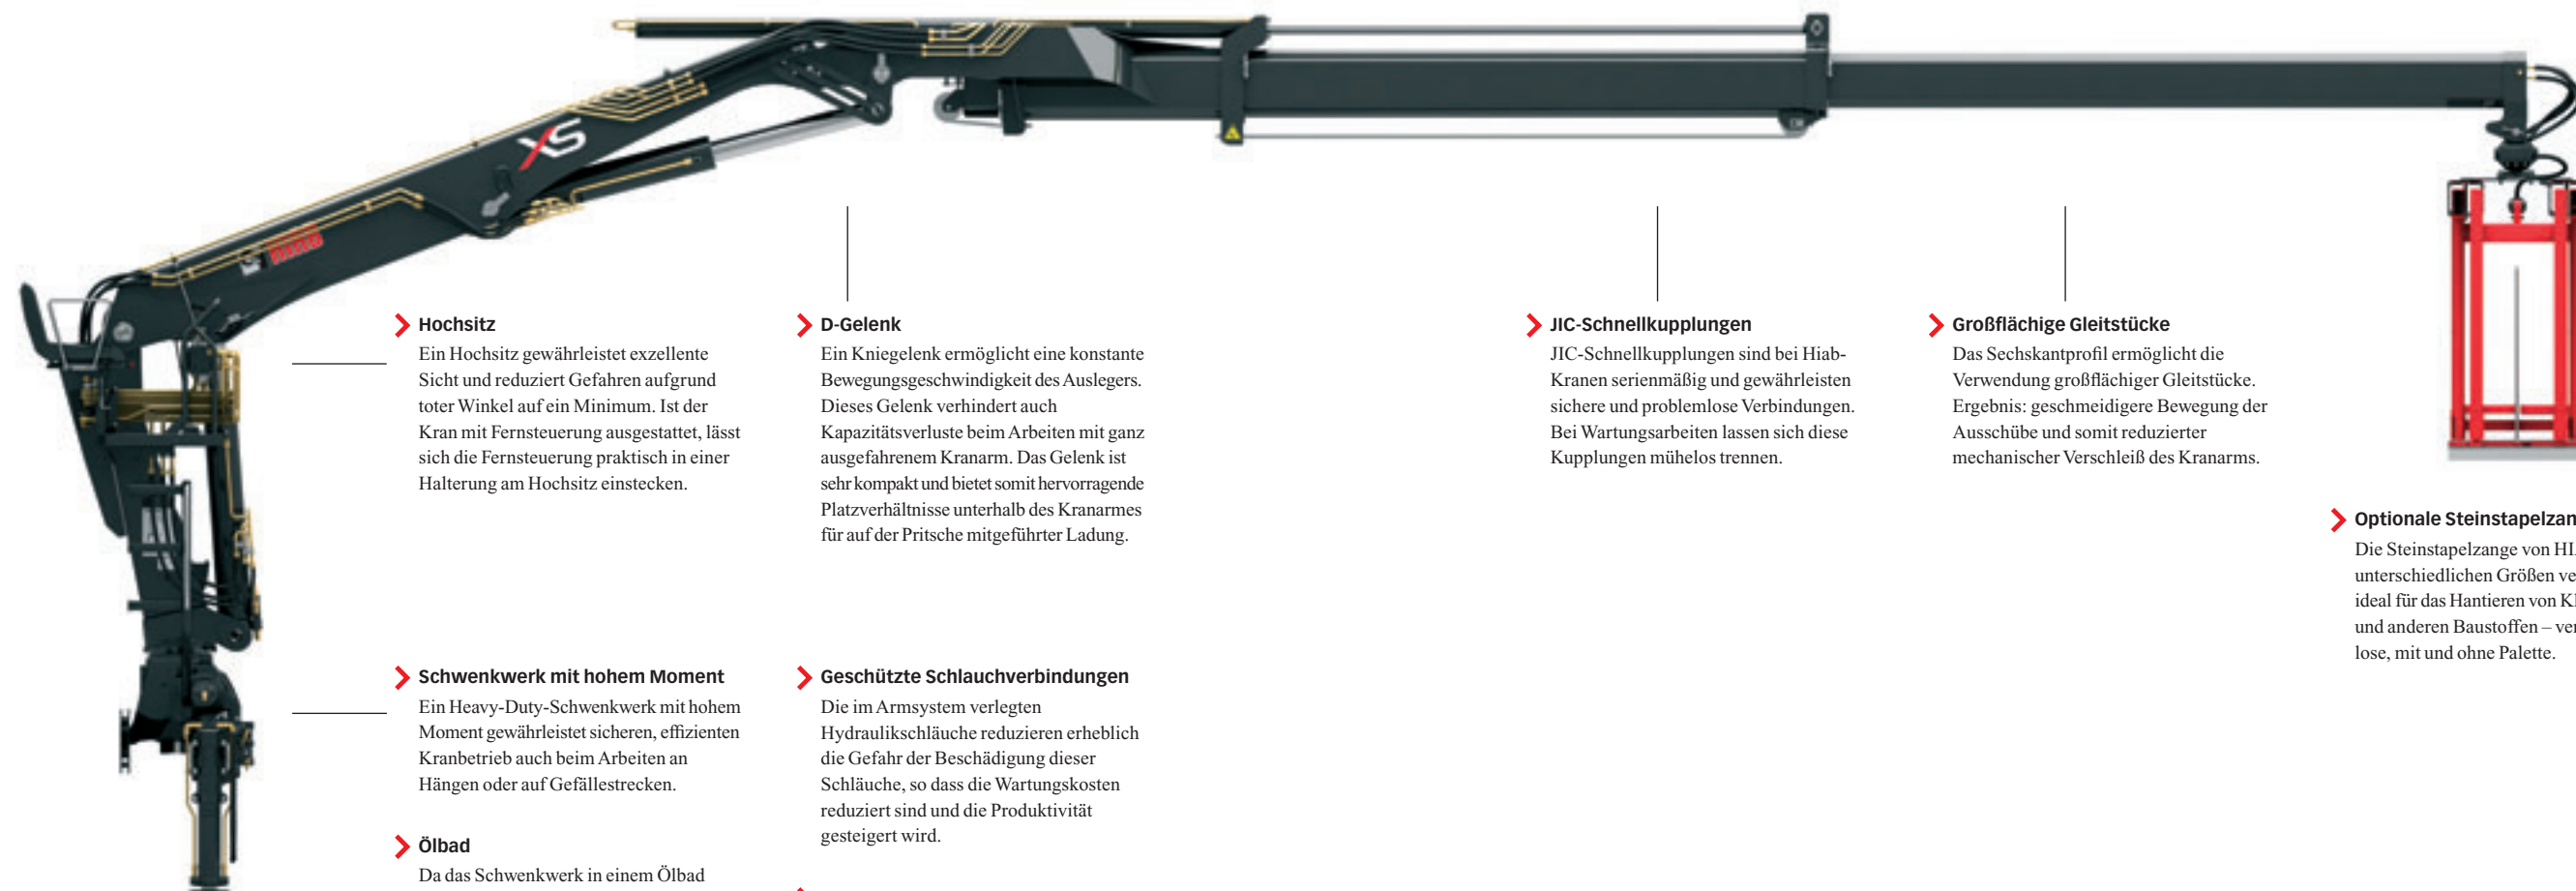 XS
Hochsitz
Ein Hochsitz gewährleistet exzellente
Sicht und reduziert Gefahren aufgrund
toter Winkel auf ein Minimum. Ist der
Kran mit Fernsteuerung ausgestattet, lässt
sich die Fernsteuerung praktisch in einer
Halterung am Hochsitz einstecken.
Schwenkwerk mit hohem Moment
Ein Heavy-Duty-Schwenkwerk mit hohem
Moment gewährleistet sicheren, effizienten
Kranbetrieb auch beim Arbeiten an
Hängen oder auf Gefällestrecken.
Ölbad
Da das Schwenkwerk in einem Ölbad
D-Gelenk
Ein Kniegelenk ermöglicht eine konstante
Bewegungsgeschwindigkeit des Auslegers.
Dieses Gelenk verhindert auch
Kapazitätsverluste beim Arbeiten mit ganz
ausgefahrenem Kranarm. Das Gelenk ist
sehr kompakt und bietet somit hervorragende
Platzverhältnisse unterhalb des Kranarmes
für auf der Pritsche mitgeführter Ladung.
Geschützte Schlauchverbindungen
Die im Armsystem verlegten
Hydraulikschläuche reduzieren erheblich
die Gefahr der Beschädigung dieser
Schläuche, so dass die Wartungskosten
reduziert sind und die Produktivität
gesteigert wird.
JIC-Schnellkupplungen
JIC-Schnellkupplungen sind bei Hiab-
Kranen serienmäßig und gewährleisten
sichere und problemlose Verbindungen.
Bei Wartungsarbeiten lassen sich diese
Kupplungen mühelos trennen.
Großflächige Gleitstücke
Das Sechskantprofil ermöglicht die
Verwendung großflächiger Gleitstücke.
Ergebnis: geschmeidigere Bewegung der
Ausschübe und somit reduzierter
mechanischer Verschleiß des Kranarms.
Optionale Steinstapelzan
Die Steinstapelzange von HI
unterschiedlichen Größen ve
ideal für das Hantieren von K
und anderen Baustoffen – ve
lose, mit und ohne Palette.